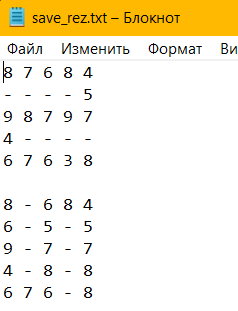 save_rez.txt – Блокнот
Файл Изменить Формат Ви
8 7 6 8 4
- - - - 5
9 8 7 9 7
4 - - - -
6 7 6 3 8

8 - 6 8 4
6 - 5 - 5
9 - 7 - 7
4 - 8 - 8
6 7 6 - 8